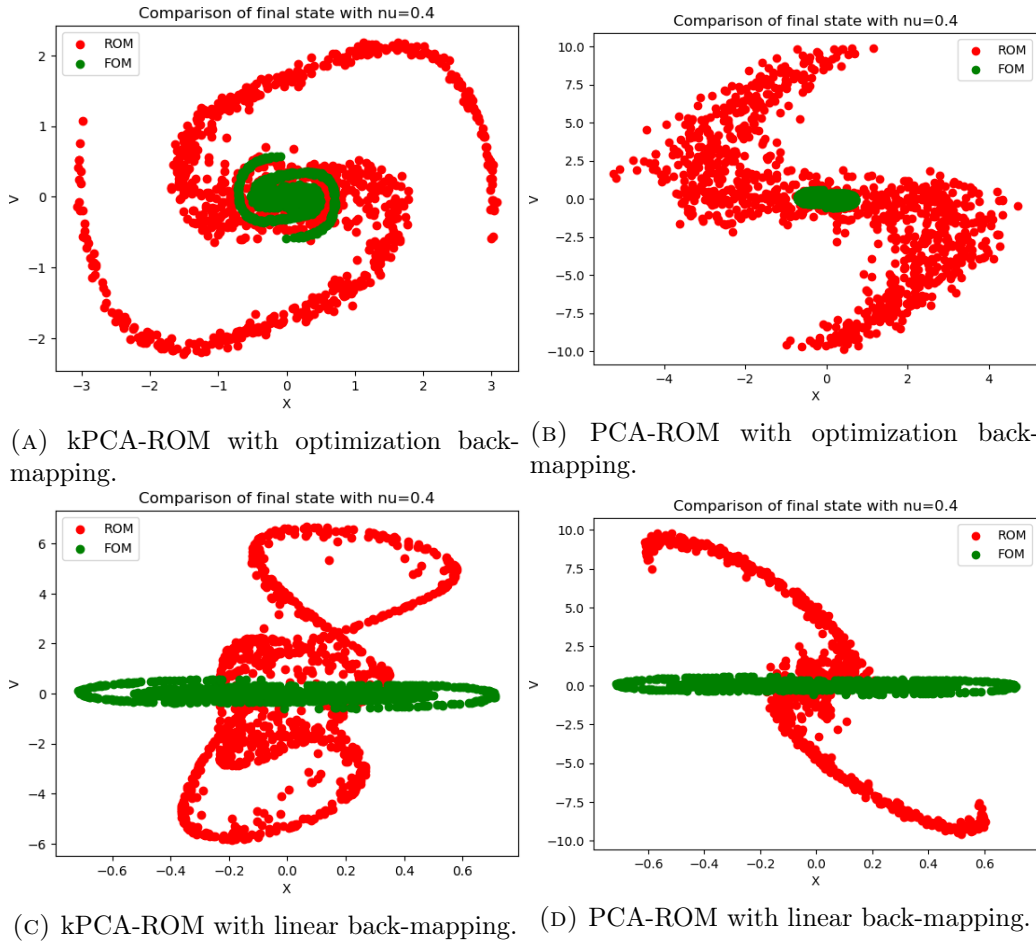 Comparison of final state with nu=0.4
ROM
FOM
2
1
0
−1
−2
V
−3
−2
−1
0
1
2
3
X
(A) kPCA-ROM with optimization back-
mapping.
Comparison of final state with nu=0.4
ROM
FOM
10.0
7.5
5.0
2.5
0.0
−2.5
−5.0
−7.5
−10.0
V
−4
−2
0
2
4
X
(B) PCA-ROM with optimization back-
mapping.
Comparison of final state with nu=0.4
ROM
FOM
6
4
2
0
−2
−4
−6
V
−0.6
−0.4
−0.2
0.0
0.2
0.4
0.6
X
(C) kPCA-ROM with linear back-mapping.
Comparison of final state with nu=0.4
ROM
FOM
10.0
7.5
5.0
2.5
0.0
−2.5
−5.0
−7.5
−10.0
V
−0.6
−0.4
−0.2
0.0
0.2
0.4
0.6
X
(D) PCA-ROM with linear back-mapping.